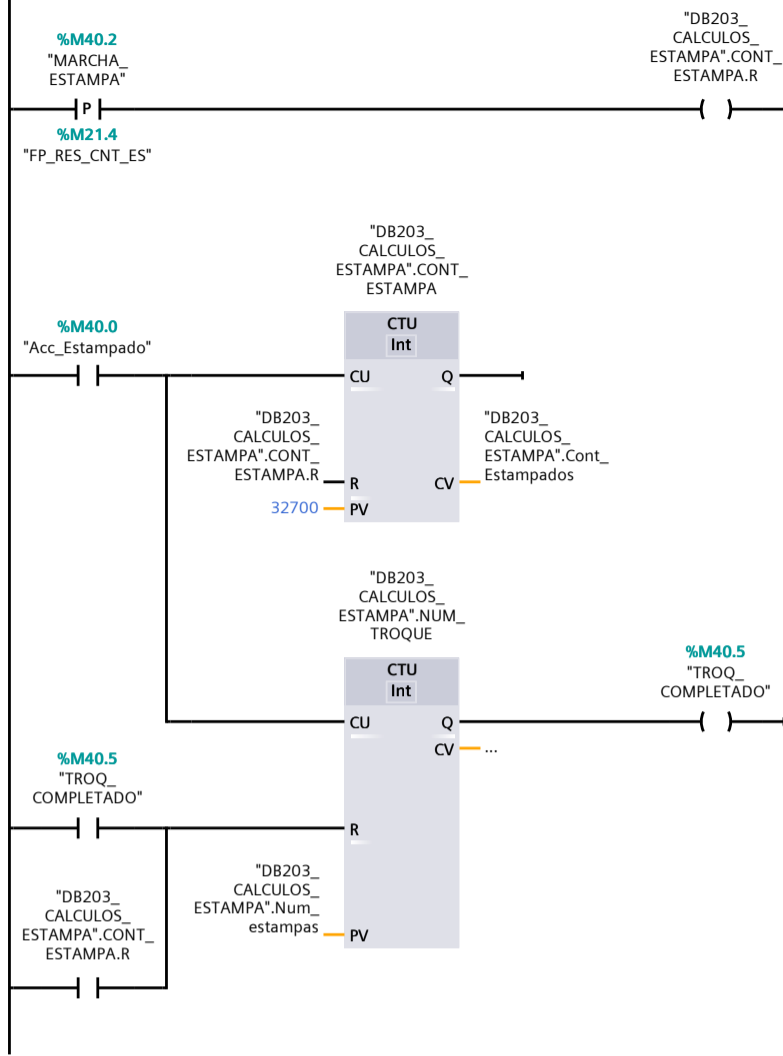 %M40.2
"MARCHA_
ESTAMPA"
P
%M21.4
"FP_RES_CNT_ES"
"DB203_
CALCULOS_
ESTAMPA".CONT_
ESTAMPA.R
"DB203_
CALCULOS_
ESTAMPA".CONT_
ESTAMPA
CTU
Int
%M40.0
"Acc_Estampado"
CU
Q
"DB203_
CALCULOS_
ESTAMPA".CONT_
ESTAMPA.R
R
CV
"DB203_
CALCULOS_
ESTAMPA".Cont_
Estampados
32700
PV
"DB203_
CALCULOS_
ESTAMPA".NUM_
TROQUE
CTU
Int
CU
Q
%M40.5
"TROQ_
COMPLETADO"
CV
...
%M40.5
"TROQ_
COMPLETADO"
R
"DB203_
CALCULOS_
ESTAMPA".CONT_
ESTAMPA.R
"DB203_
CALCULOS_
ESTAMPA".Num_
estampas
PV